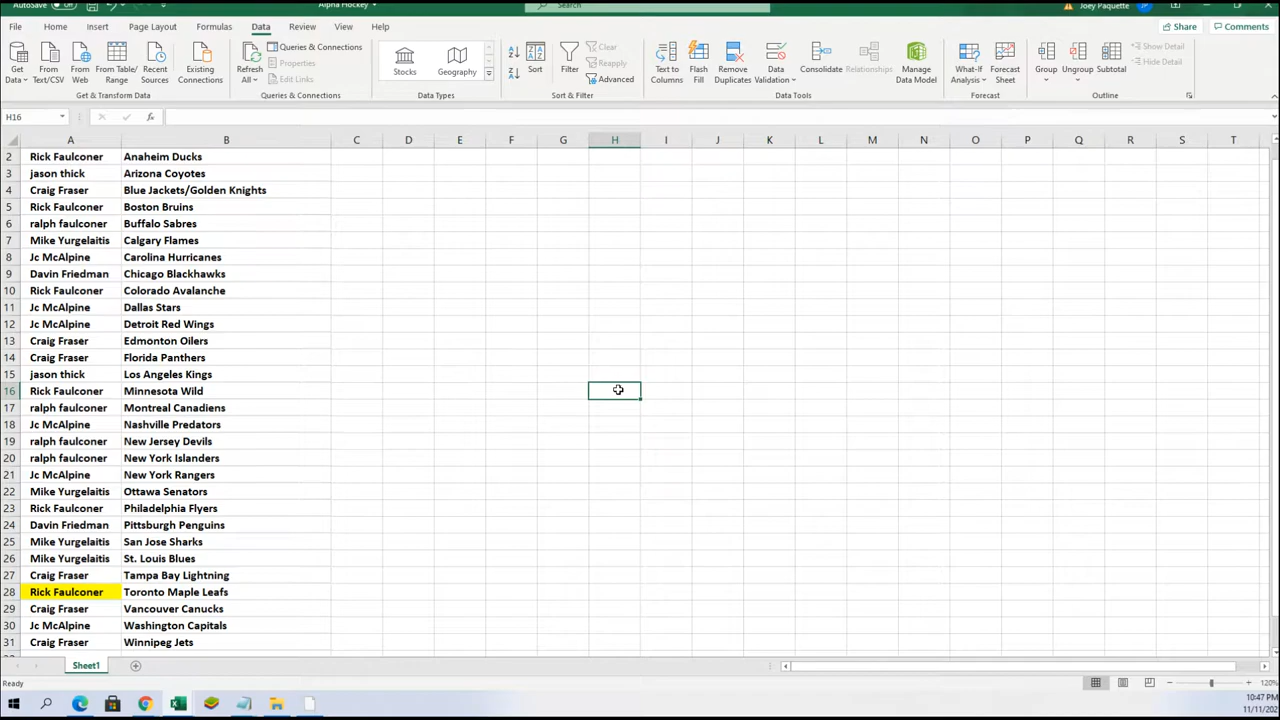 AutoSave Off Alpha Hockey Search Joey Paquette JP
File Home Insert Page Layout Formulas Data Review View Help Share Comments
Get Data From Text/CSV From Web From Table/ Range Recent Sources Existing Connections
Refresh All Queries & Connections Properties Edit Links
Stocks Geography
Sort Filter Clear Reapply Advanced
Text to Columns Flash Fill Remove Duplicates Data Validation Consolidate Relationships Manage Data Model
What-If Analysis Forecast Sheet Group Ungroup Subtotal Show Detail Hide Detail
Get & Transform Data Queries & Connections Data Types Sort & Filter Data Tools Forecast Outline
H16 fx
A B C D E F G H I J K L M N O P Q R S T
2 Rick Faulconer Anaheim Ducks
3 jason thick Arizona Coyotes
4 Craig Fraser Blue Jackets/Golden Knights
5 Rick Faulconer Boston Bruins
6 ralph faulconer Buffalo Sabres
7 Mike Yurgelaitis Calgary Flames
8 Jc McAlpine Carolina Hurricanes
9 Davin Friedman Chicago Blackhawks
10 Rick Faulconer Colorado Avalanche
11 Jc McAlpine Dallas Stars
12 Jc McAlpine Detroit Red Wings
13 Craig Fraser Edmonton Oilers
14 Craig Fraser Florida Panthers
15 jason thick Los Angeles Kings
16 Rick Faulconer Minnesota Wild
17 ralph faulconer Montreal Canadiens
18 Jc McAlpine Nashville Predators
19 ralph faulconer New Jersey Devils
20 ralph faulconer New York Islanders
21 Jc McAlpine New York Rangers
22 Mike Yurgelaitis Ottawa Senators
23 Rick Faulconer Philadelphia Flyers
24 Davin Friedman Pittsburgh Penguins
25 Mike Yurgelaitis San Jose Sharks
26 Mike Yurgelaitis St. Louis Blues
27 Craig Fraser Tampa Bay Lightning
28 Rick Faulconer Toronto Maple Leafs
29 Craig Fraser Vancouver Canucks
30 Jc McAlpine Washington Capitals
31 Craig Fraser Winnipeg Jets
Sheet1
Ready 120%
10:47 PM
11/11/202